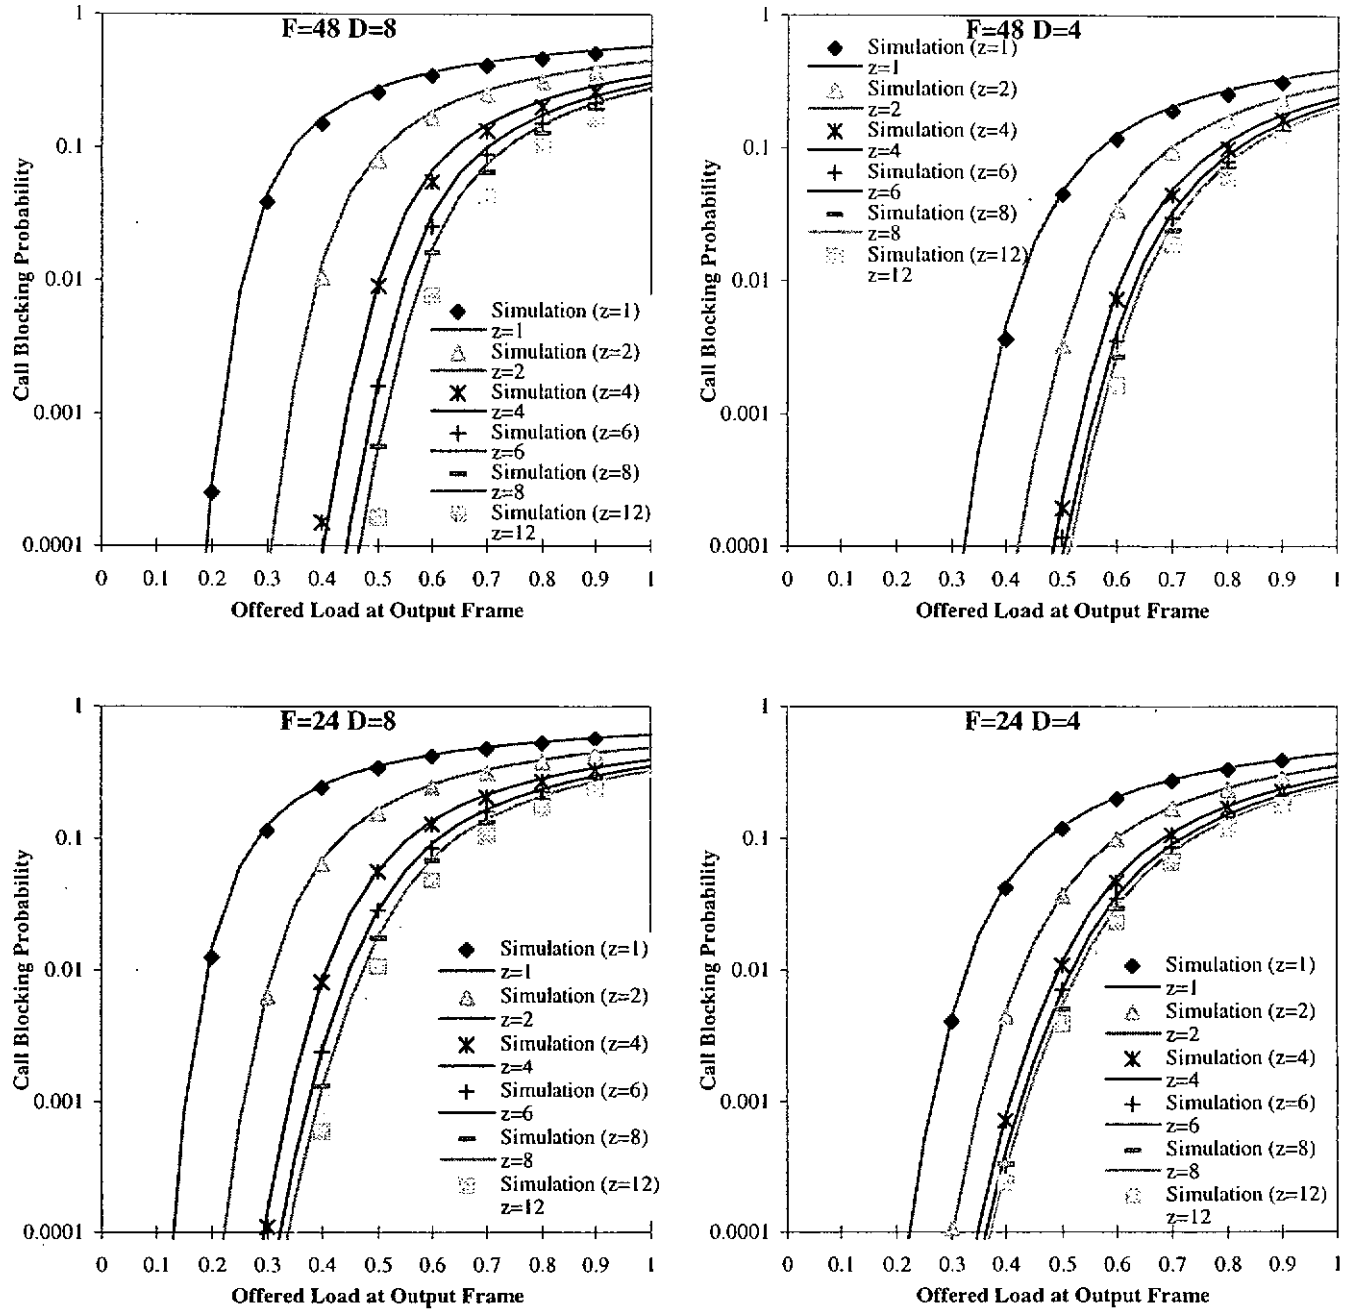 F=48 D=8
Call Blocking Probability
1
0.1
0.01
0.001
0.0001
Simulation (z=1)
z=1
Simulation (z=2)
z=2
Simulation (z=4)
z=4
Simulation (z=6)
z=6
Simulation (z=8)
z=8
Simulation (z=12)
z=12
0 0.1 0.2 0.3 0.4 0.5 0.6 0.7 0.8 0.9 1
Offered Load at Output Frame
F=48 D=4
Call Blocking Probability
1
0.1
0.01
0.001
0.0001
Simulation (z=1)
z=1
Simulation (z=2)
z=2
Simulation (z=4)
z=4
Simulation (z=6)
z=6
Simulation (z=8)
z=8
Simulation (z=12)
z=12
0 0.1 0.2 0.3 0.4 0.5 0.6 0.7 0.8 0.9 1
Offered Load at Output Frame
F=24 D=8
Call Blocking Probability
1
0.1
0.01
0.001
0.0001
Simulation (z=1)
z=1
Simulation (z=2)
z=2
Simulation (z=4)
z=4
Simulation (z=6)
z=6
Simulation (z=8)
z=8
Simulation (z=12)
z=12
0 0.1 0.2 0.3 0.4 0.5 0.6 0.7 0.8 0.9 1
Offered Load at Output Frame
F=24 D=4
Call Blocking Probability
1
0.1
0.01
0.001
0.0001
Simulation (z=1)
z=1
Simulation (z=2)
z=2
Simulation (z=4)
z=4
Simulation (z=6)
z=6
Simulation (z=8)
z=8
Simulation (z=12)
z=12
0 0.1 0.2 0.3 0.4 0.5 0.6 0.7 0.8 0.9 1
Offered Load at Output Frame